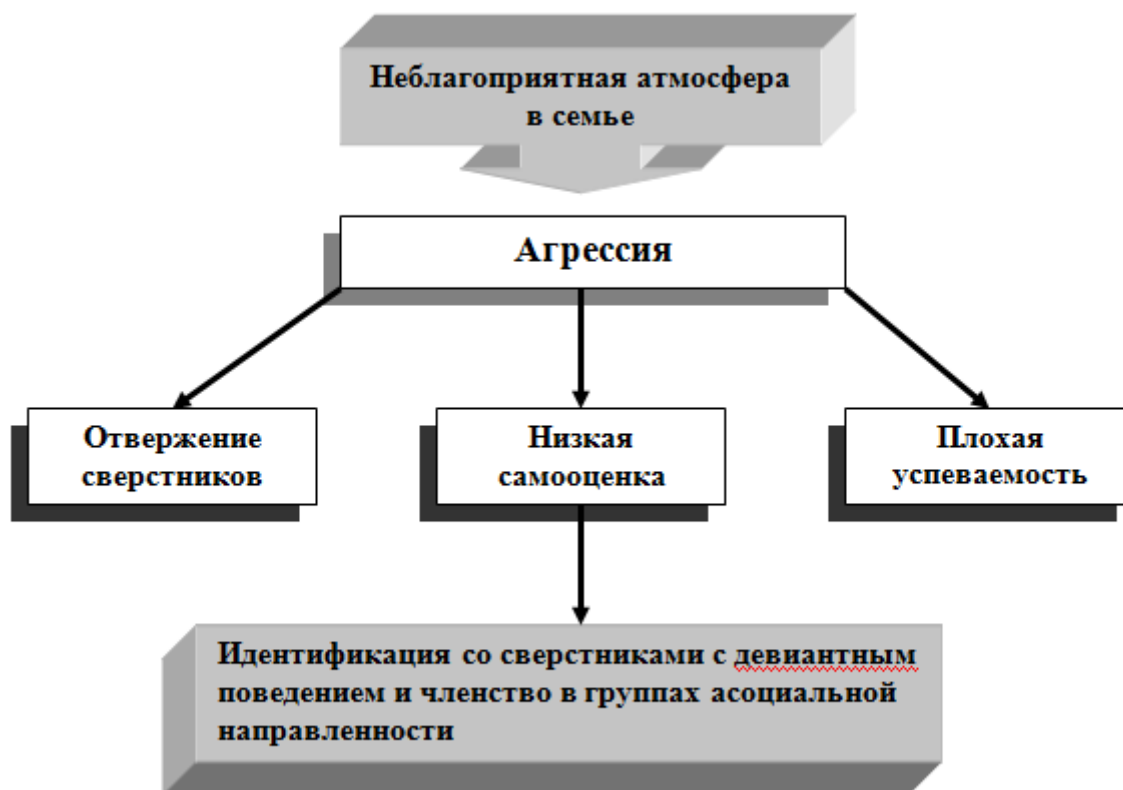 Неблагоприятная атмосфера
в семье
Агрессия
Отвержение
сверстников
Низкая
самооценка
Плохая
успеваемость
Идентификация со сверстниками с девиантным
поведением и членство в группах асоциальной
направленности